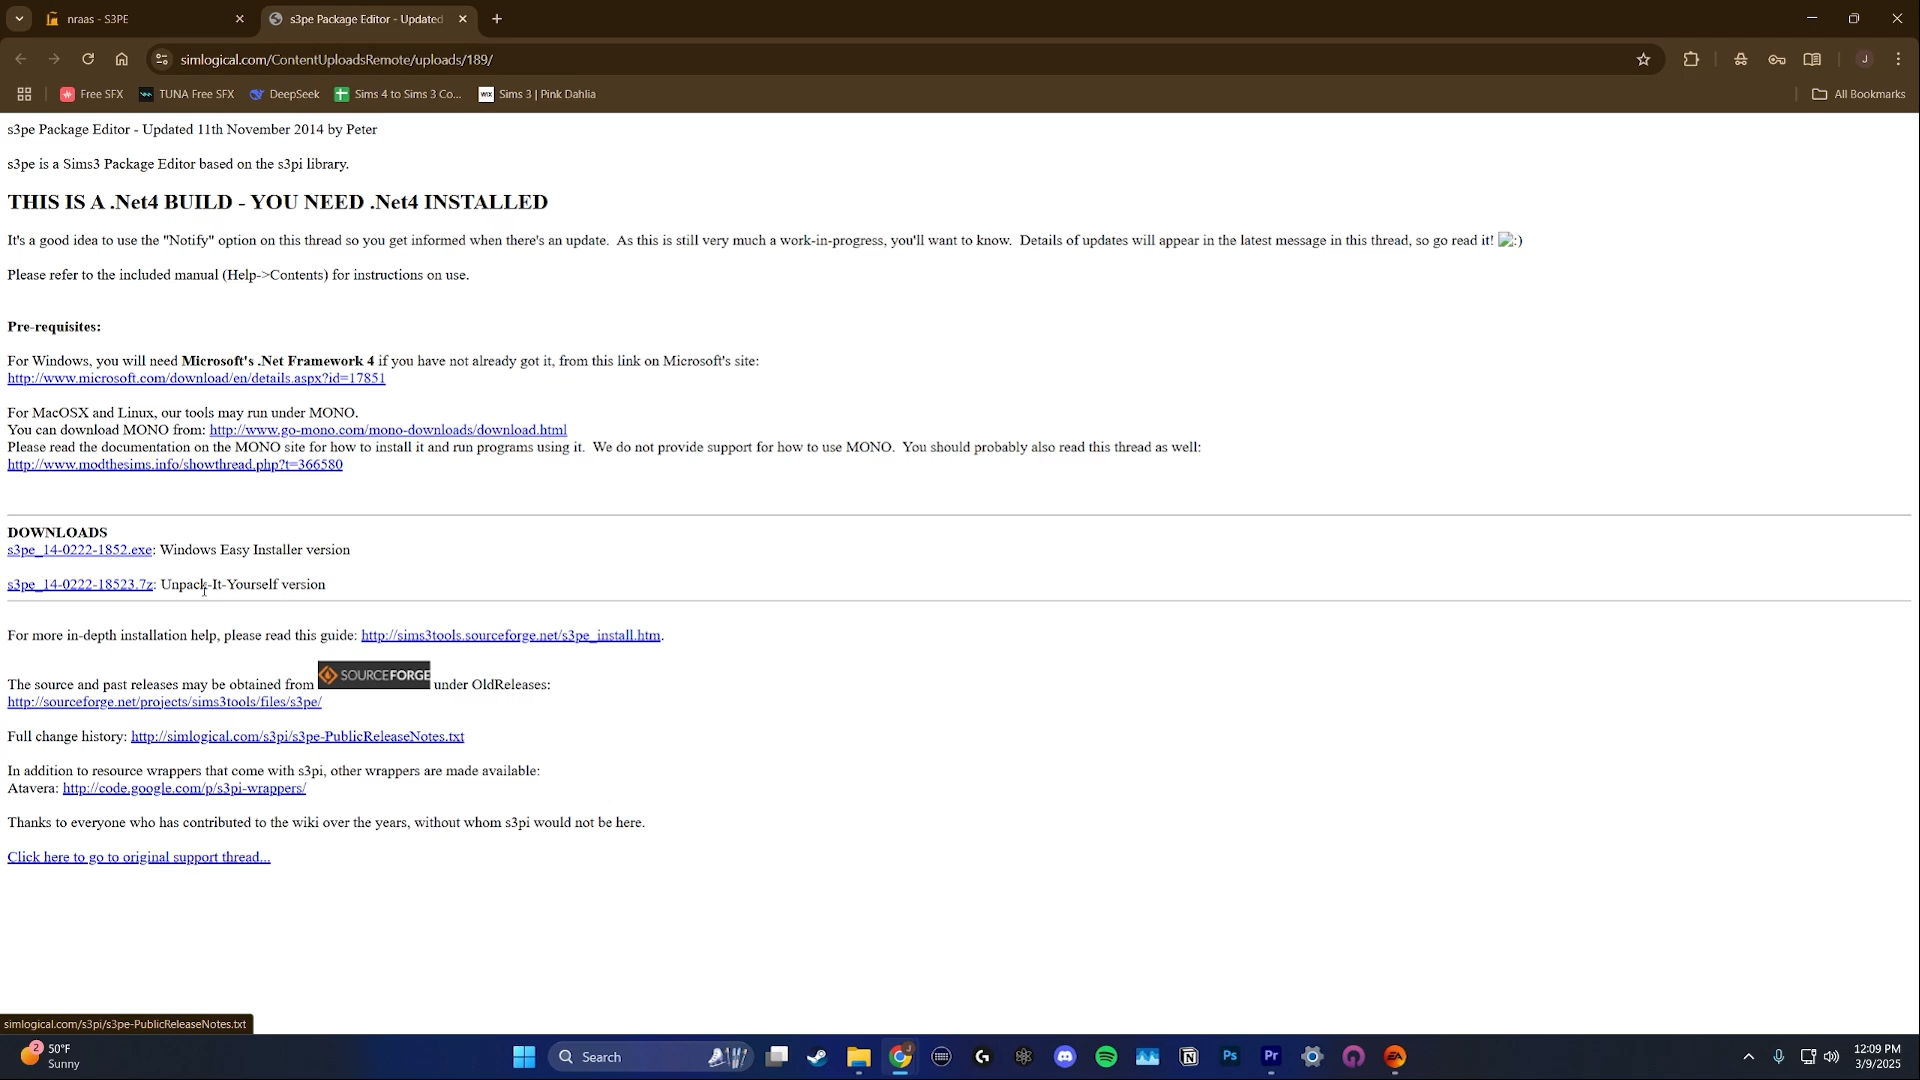 nraas - S3PE
s3pe Package Editor - Updated
simlogical.com/ContentUploadsRemote/uploads/189/
J
Free SFX
TUNA Free SFX
DeepSeek
Sims 4 to Sims 3 Co...
WIX
Sims 3 | Pink Dahlia
All Bookmarks
s3pe Package Editor - Updated 11th November 2014 by Peter
s3pe is a Sims3 Package Editor based on the s3pi library.
THIS IS A .Net4 BUILD - YOU NEED .Net4 INSTALLED
It's a good idea to use the "Notify" option on this thread so you get informed when there's an update.  As this is still very much a work-in-progress, you'll want to know.  Details of updates will appear in the latest message in this thread, so go read it! :)
Please refer to the included manual (Help->Contents) for instructions on use.
Pre-requisites:
For Windows, you will need Microsoft's .Net Framework 4 if you have not already got it, from this link on Microsoft's site:
http://www.microsoft.com/download/en/details.aspx?id=17851
For MacOSX and Linux, our tools may run under MONO.
You can download MONO from: http://www.go-mono.com/mono-downloads/download.html
Please read the documentation on the MONO site for how to install it and run programs using it.  We do not provide support for how to use MONO.  You should probably also read this thread as well:
http://www.modthesims.info/showthread.php?t=366580
DOWNLOADS
s3pe_14-0222-1852.exe: Windows Easy Installer version
s3pe_14-0222-18523.7z: Unpack-It-Yourself version
For more in-depth installation help, please read this guide: http://sims3tools.sourceforge.net/s3pe_install.htm.
The source and past releases may be obtained from SOURCEFORGE under OldReleases:
http://sourceforge.net/projects/sims3tools/files/s3pe/
Full change history: http://simlogical.com/s3pi/s3pe-PublicReleaseNotes.txt
In addition to resource wrappers that come with s3pi, other wrappers are made available:
Atavera: http://code.google.com/p/s3pi-wrappers/
Thanks to everyone who has contributed to the wiki over the years, without whom s3pi would not be here.
Click here to go to original support thread...
simlogical.com/s3pi/s3pe-PublicReleaseNotes.txt
2
50°F
Sunny
Search
J
Ps
Pr
EA
12:09 PM
3/9/2025